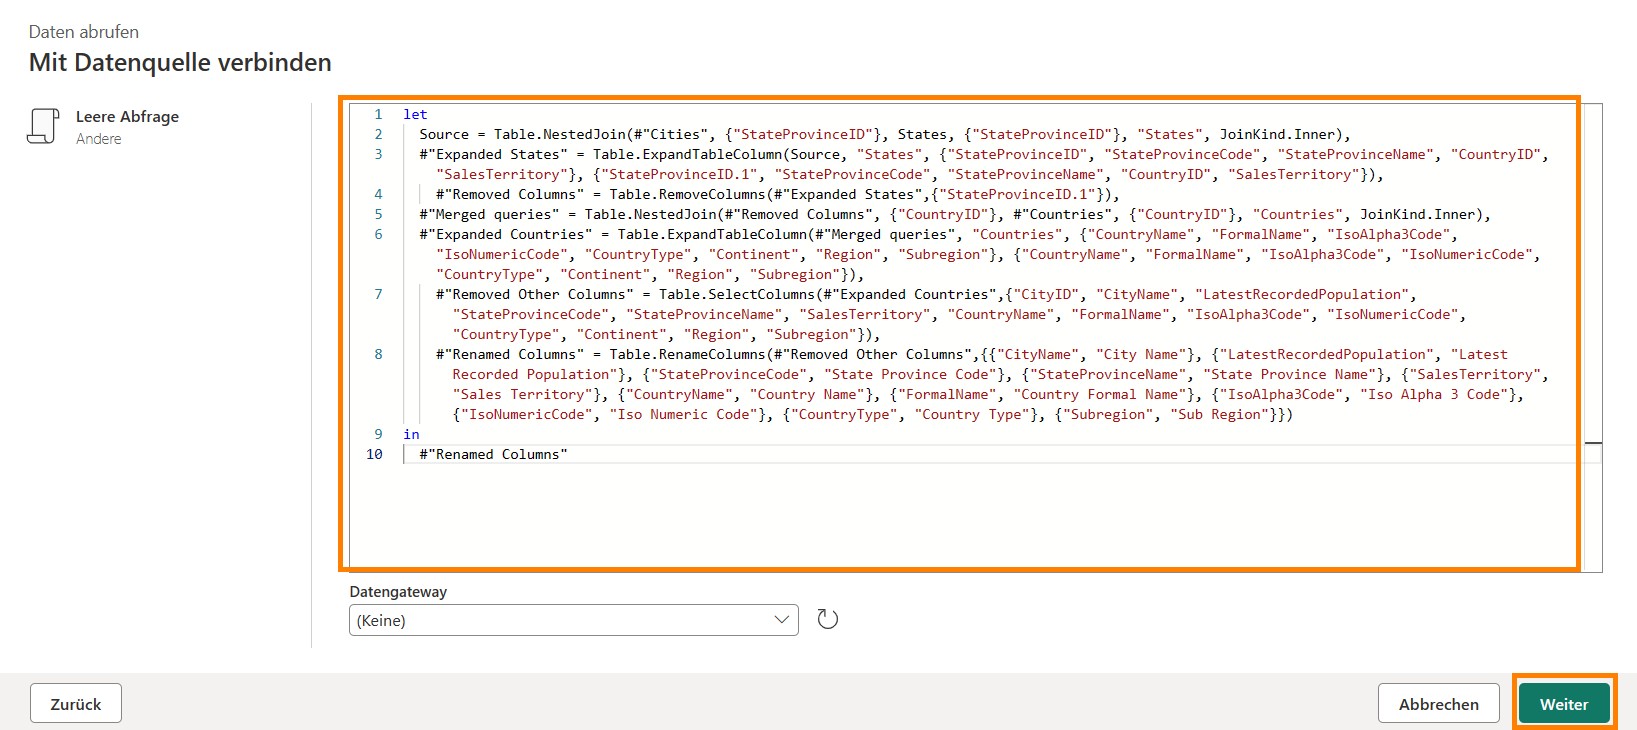 Daten abrufen
Mit Datenquelle verbinden
Leere Abfrage
Andere
1 let
2 Source = Table.NestedJoin(#"Cities", {"StateProvinceID"}, States, {"StateProvinceID"}, "States", JoinKind.Inner),
3 #"Expanded States" = Table.ExpandTableColumn(Source, "States", {"StateProvinceID", "StateProvinceCode", "StateProvinceName", "CountryID",
"SalesTerritory"}, {"StateProvinceID.1", "StateProvinceCode", "StateProvinceName", "CountryID", "SalesTerritory"}),
4 #"Removed Columns" = Table.RemoveColumns(#"Expanded States",{"StateProvinceID.1"}),
5 #"Merged queries" = Table.NestedJoin(#"Removed Columns", {"CountryID"}, #"Countries", {"CountryID"}, "Countries", JoinKind.Inner),
6 #"Expanded Countries" = Table.ExpandTableColumn(#"Merged queries", "Countries", {"CountryName", "FormalName", "IsoAlpha3Code",
"IsoNumericCode", "CountryType", "Continent", "Region", "Subregion"}, {"CountryName", "FormalName", "IsoAlpha3Code", "IsoNumericCode",
"CountryType", "Continent", "Region", "Subregion"}),
7 #"Removed Other Columns" = Table.SelectColumns(#"Expanded Countries",{"CityID", "CityName", "LatestRecordedPopulation",
"StateProvinceCode", "StateProvinceName", "SalesTerritory", "CountryName", "FormalName", "IsoAlpha3Code", "IsoNumericCode",
"CountryType", "Continent", "Region", "Subregion"}),
8 #"Renamed Columns" = Table.RenameColumns(#"Removed Other Columns",{{"CityName", "City Name"}, {"LatestRecordedPopulation", "Latest
Recorded Population"}, {"StateProvinceCode", "State Province Code"}, {"StateProvinceName", "State Province Name"}, {"SalesTerritory",
"Sales Territory"}, {"CountryName", "Country Name"}, {"FormalName", "Country Formal Name"}, {"IsoAlpha3Code", "Iso Alpha 3 Code"},
{"IsoNumericCode", "Iso Numeric Code"}, {"CountryType", "Country Type"}, {"Subregion", "Sub Region"}})
9 in
10 #"Renamed Columns"
Datengateway
(Keine)
Zurück
Abbrechen
Weiter